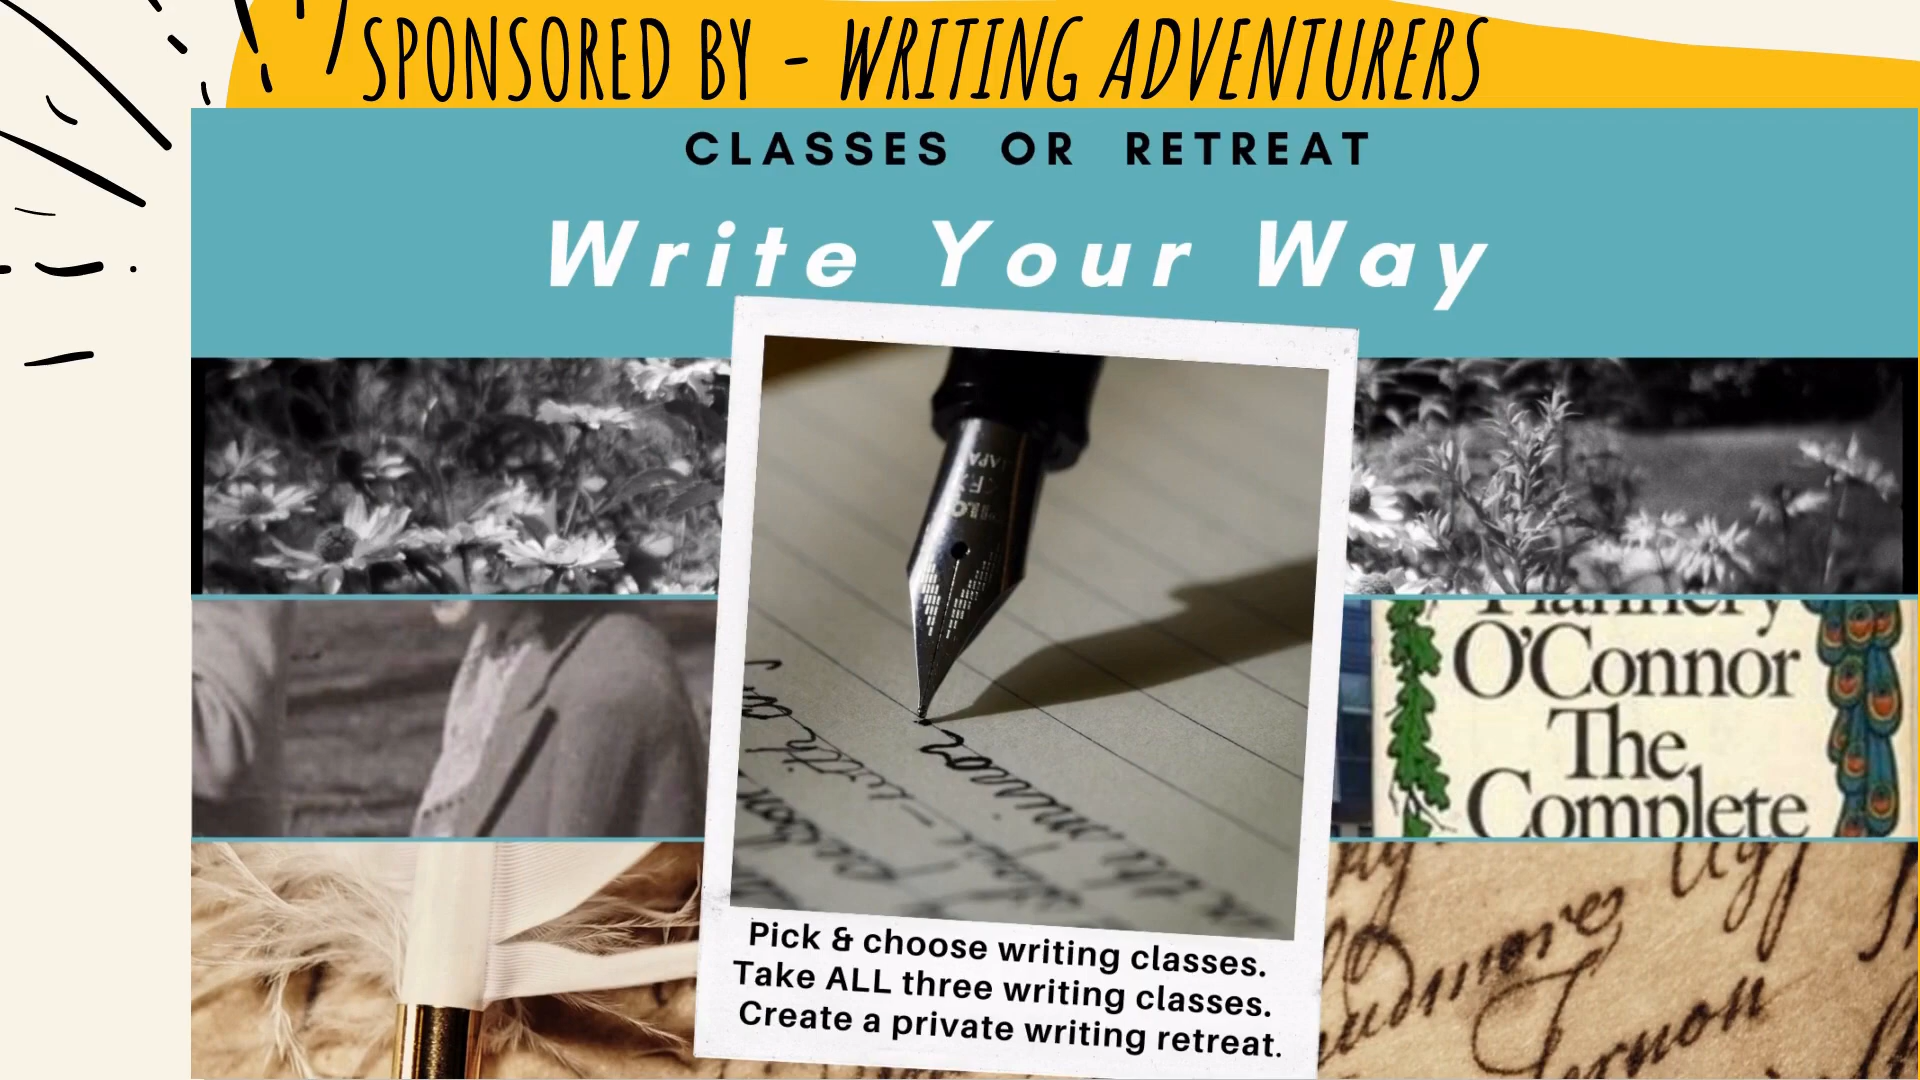 SPONSORED BY - WRITING ADVENTURERS
CLASSES OR RETREAT
Write Your Way
Flannery
O'Connor
The
Complete
Pick & choose writing classes.
Take ALL three writing classes.
Create a private writing retreat.